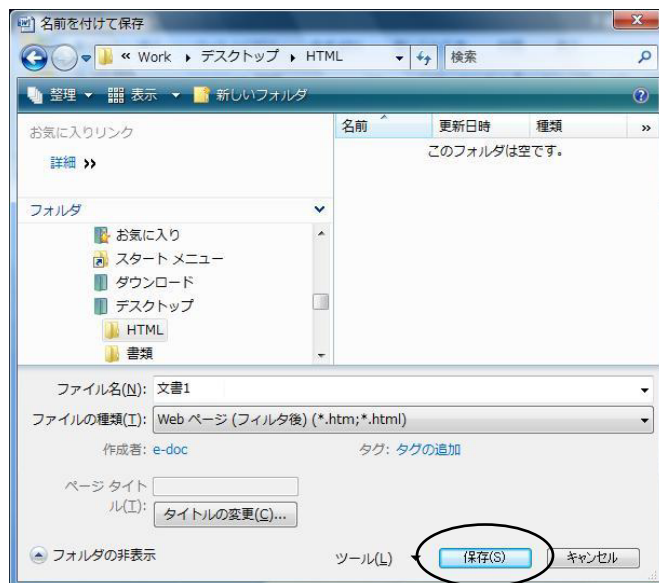 名前を付けて保存
« Work ▸ デスクトップ ▸ HTML
検索
整理 表示 新しいフォルダ
お気に入りリンク
詳細 »
フォルダ
お気に入り
スタート メニュー
ダウンロード
デスクトップ
HTML
書類
名前 更新日時 種類 »
このフォルダは空です。
ファイル名(N): 文書1
ファイルの種類(T): Web ページ (フィルタ後) (*.htm;*.html)
作成者: e-doc タグ: タグの追加
ページ タイト
ル(I):
タイトルの変更(C)...
フォルダの非表示 ツール(L) 保存(S) キャンセル